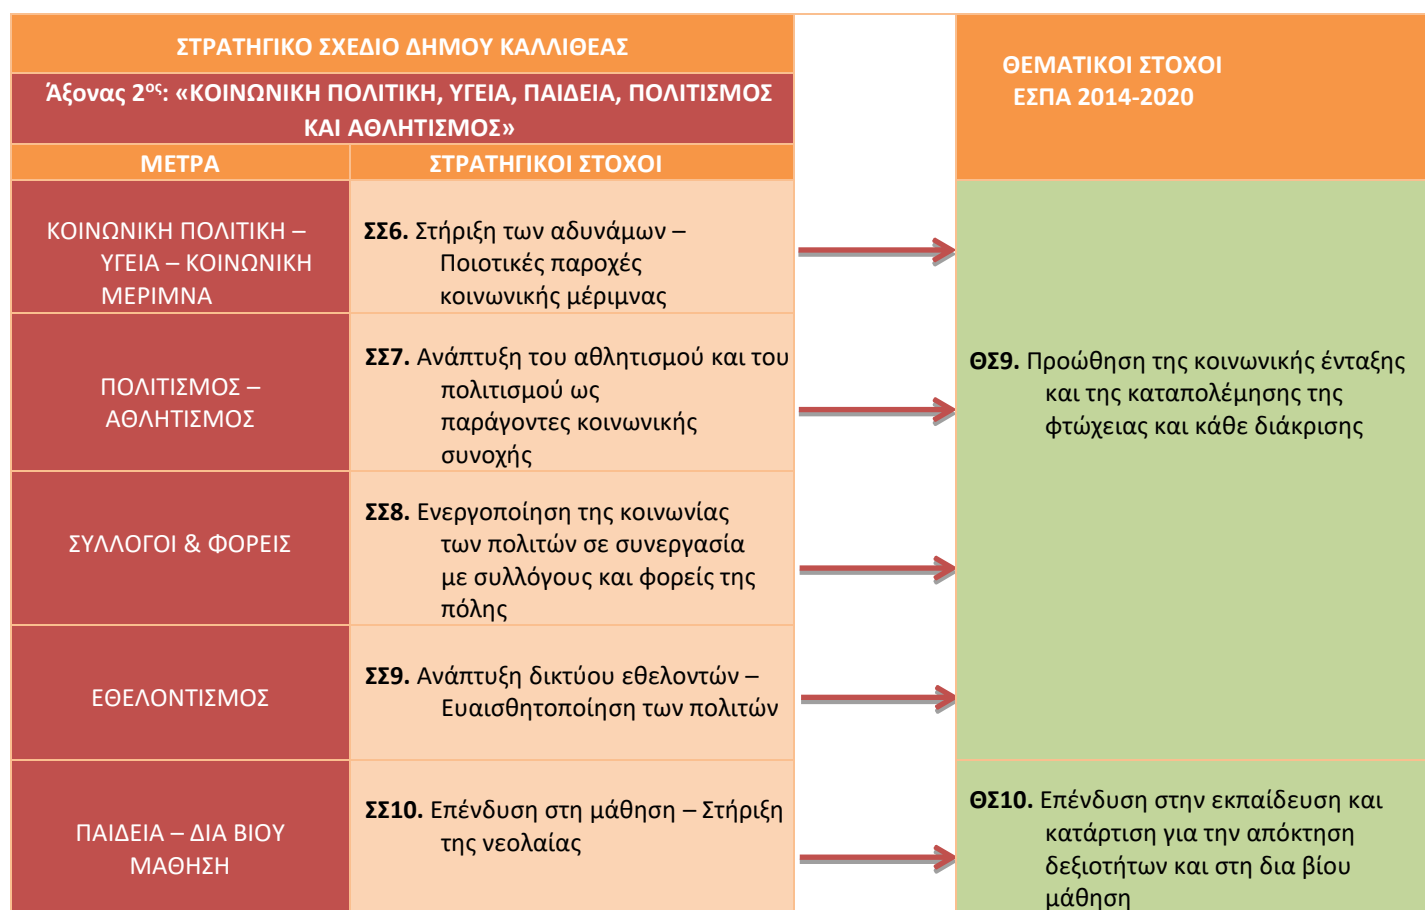 ΣΤΡΑΤΗΓΙΚΟ ΣΧΕΔΙΟ ΔΗΜΟΥ ΚΑΛΛΙΘΕΑΣ
Άξονας 2ος: «ΚΟΙΝΩΝΙΚΗ ΠΟΛΙΤΙΚΗ, ΥΓΕΙΑ, ΠΑΙΔΕΙΑ, ΠΟΛΙΤΙΣΜΟΣ
ΚΑΙ ΑΘΛΗΤΙΣΜΟΣ»
ΘΕΜΑΤΙΚΟΙ ΣΤΟΧΟΙ
ΕΣΠΑ 2014-2020
ΜΕΤΡΑ
ΣΤΡΑΤΗΓΙΚΟΙ ΣΤΟΧΟΙ
ΚΟΙΝΩΝΙΚΗ ΠΟΛΙΤΙΚΗ –
ΥΓΕΙΑ – ΚΟΙΝΩΝΙΚΗ
ΜΕΡΙΜΝΑ
ΣΣ6. Στήριξη των αδυνάμων –
Ποιοτικές παροχές
κοινωνικής μέριμνας
ΠΟΛΙΤΙΣΜΟΣ –
ΑΘΛΗΤΙΣΜΟΣ
ΣΣ7. Ανάπτυξη του αθλητισμού και του
πολιτισμού ως
παράγοντες κοινωνικής
συνοχής
ΘΣ9. Προώθηση της κοινωνικής ένταξης
και της καταπολέμησης της
φτώχειας και κάθε διάκρισης
ΣΥΛΛΟΓΟΙ & ΦΟΡΕΙΣ
ΣΣ8. Ενεργοποίηση της κοινωνίας
των πολιτών σε συνεργασία
με συλλόγους και φορείς της
πόλης
ΕΘΕΛΟΝΤΙΣΜΟΣ
ΣΣ9. Ανάπτυξη δικτύου εθελοντών –
Ευαισθητοποίηση των πολιτών
ΠΑΙΔΕΙΑ – ΔΙΑ ΒΙΟΥ
ΜΑΘΗΣΗ
ΣΣ10. Επένδυση στη μάθηση – Στήριξη
της νεολαίας
ΘΣ10. Επένδυση στην εκπαίδευση και
κατάρτιση για την απόκτηση
δεξιοτήτων και στη δια βίου
μάθηση